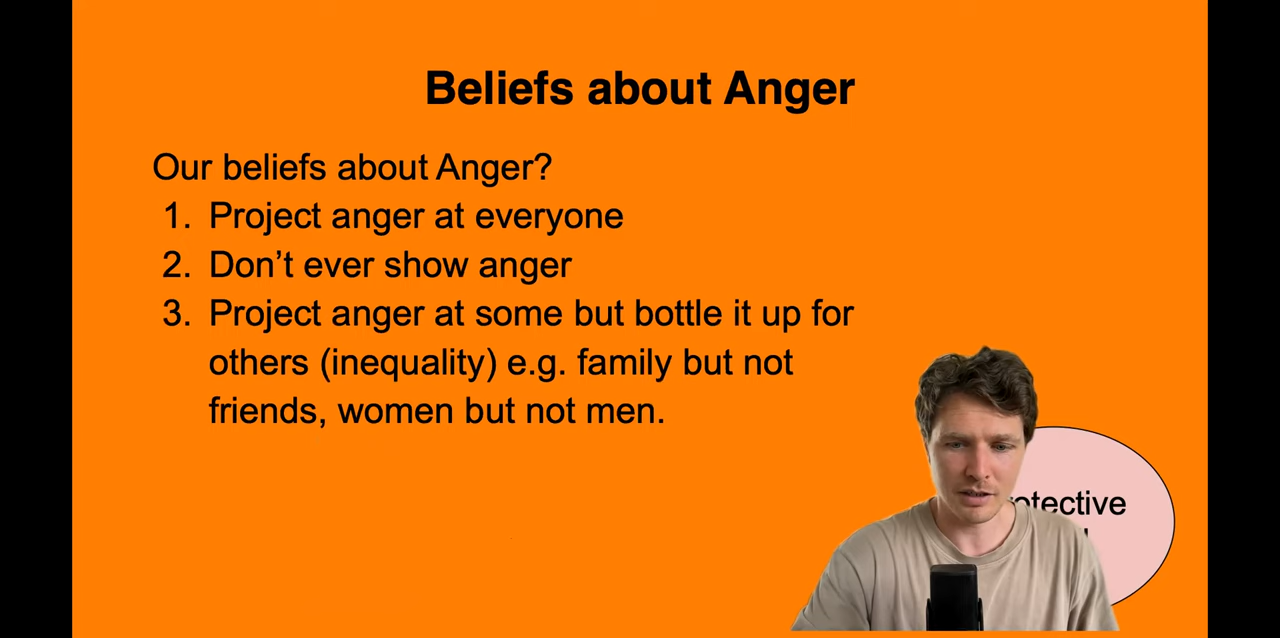 Beliefs about Anger
Our beliefs about Anger?
1. Project anger at everyone
2. Don’t ever show anger
3. Project anger at some but bottle it up for
others (inequality) e.g. family but not
friends, women but not men.